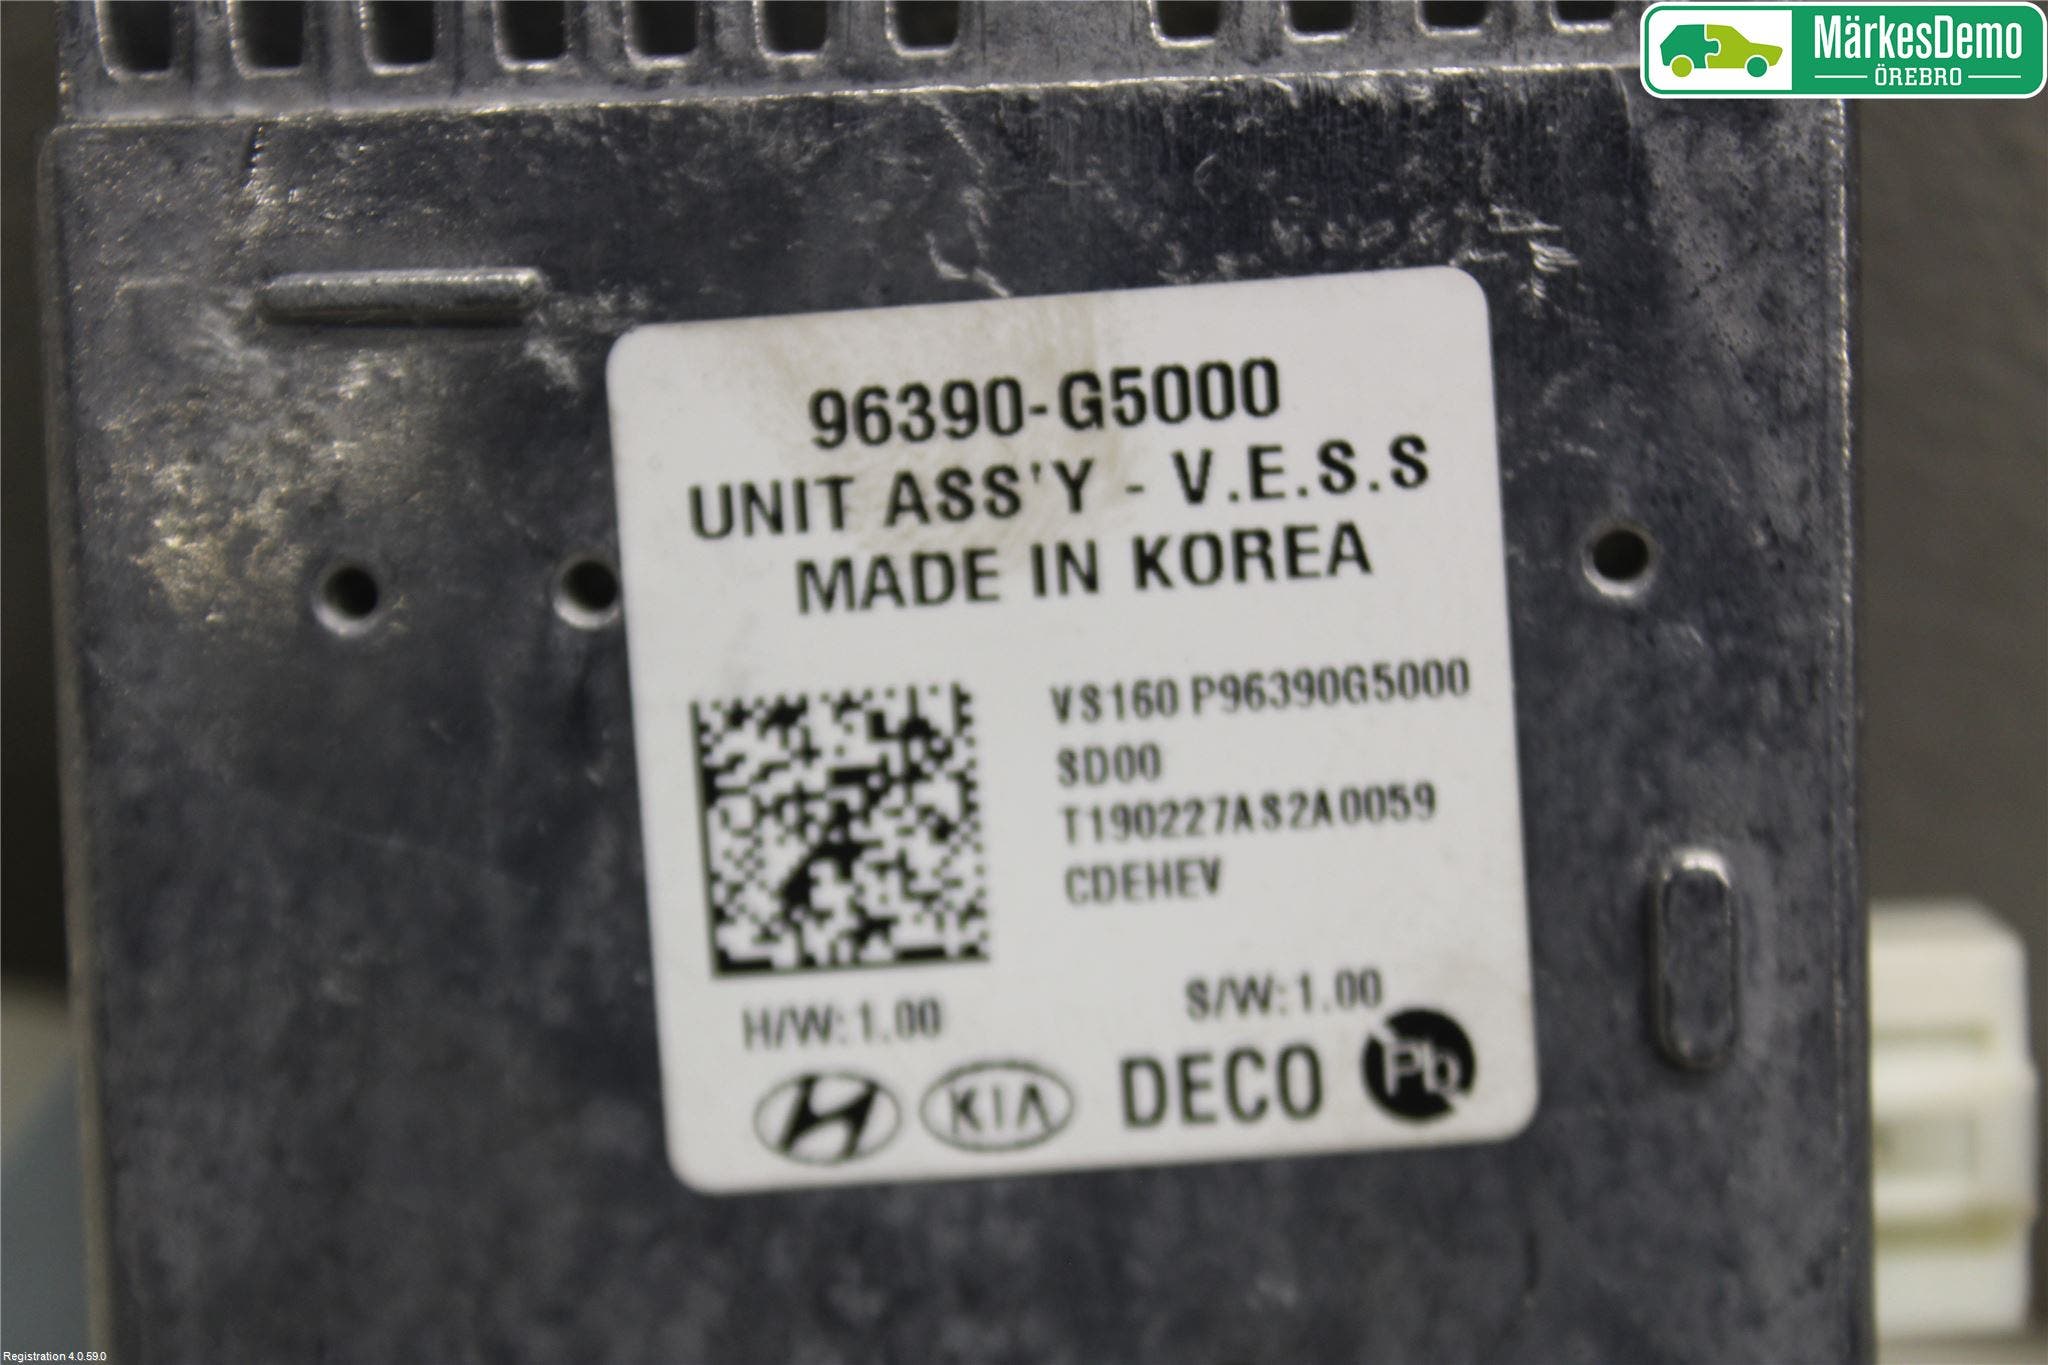 MärkesDemo
ÖREBRO
96390-G5000
UNIT ASS'Y - V.E.S.S
MADE IN KOREA
VS160 P96390G5000
SD00
T190227AS2A0059
CDEHEV
H/W:1.00
S/W:1.00
KIA DECO Pb
Registration 4.0.59.0